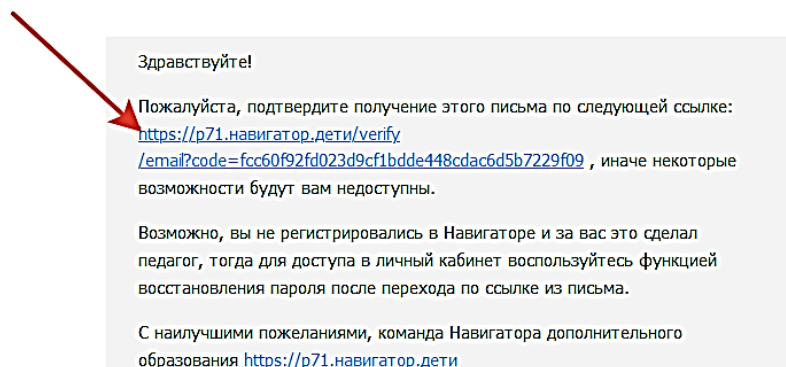 Здравствуйте!
Пожалуйста, подтвердите получение этого письма по следующей ссылке:
https://р71.навигатор.дети/verify
/email?code=fcc60f92fd023d9cf1bdde448cdac6d5b7229f09 , иначе некоторые
возможности будут вам недоступны.
Возможно, вы не регистрировались в Навигаторе и за вас это сделал
педагог, тогда для доступа в личный кабинет воспользуйтесь функцией
восстановления пароля после перехода по ссылке из письма.
С наилучшими пожеланиями, команда Навигатора дополнительного
образования https://р71.навигатор.дети